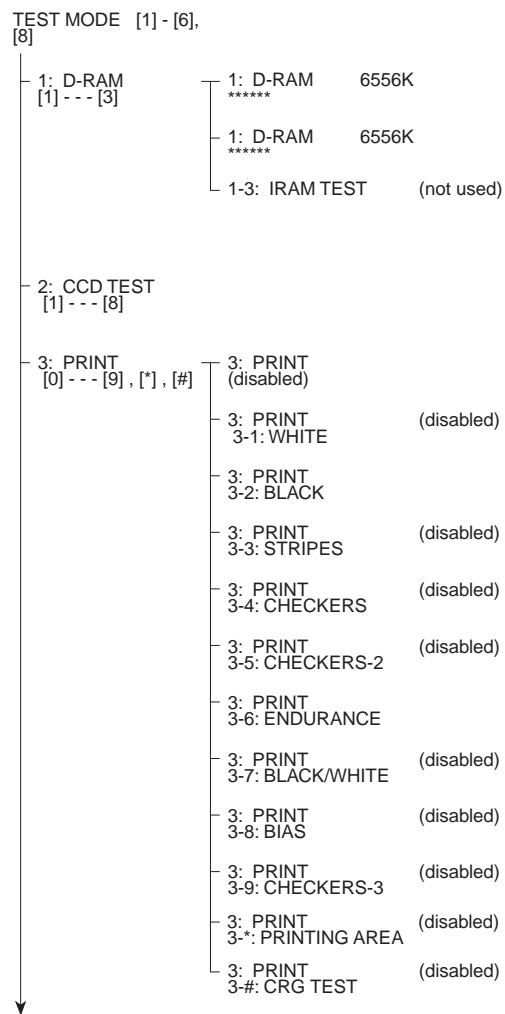 TEST MODE [1] - [6],
[8]
1: D-RAM
[1] - - - [3]
1: D-RAM 6556K
******
1: D-RAM 6556K
******
1-3: IRAM TEST (not used)
2: CCD TEST
[1] - - - [8]
3: PRINT
[0] - - - [9] , [*] , [#]
3: PRINT
(disabled)
3: PRINT (disabled)
3-1: WHITE
3: PRINT
3-2: BLACK
3: PRINT (disabled)
3-3: STRIPES
3: PRINT (disabled)
3-4: CHECKERS
3: PRINT (disabled)
3-5: CHECKERS-2
3: PRINT
3-6: ENDURANCE
3: PRINT (disabled)
3-7: BLACK/WHITE
3: PRINT (disabled)
3-8: BIAS
3: PRINT (disabled)
3-9: CHECKERS-3
3: PRINT (disabled)
3-*: PRINTING AREA
3: PRINT (disabled)
3-#: CRG TEST